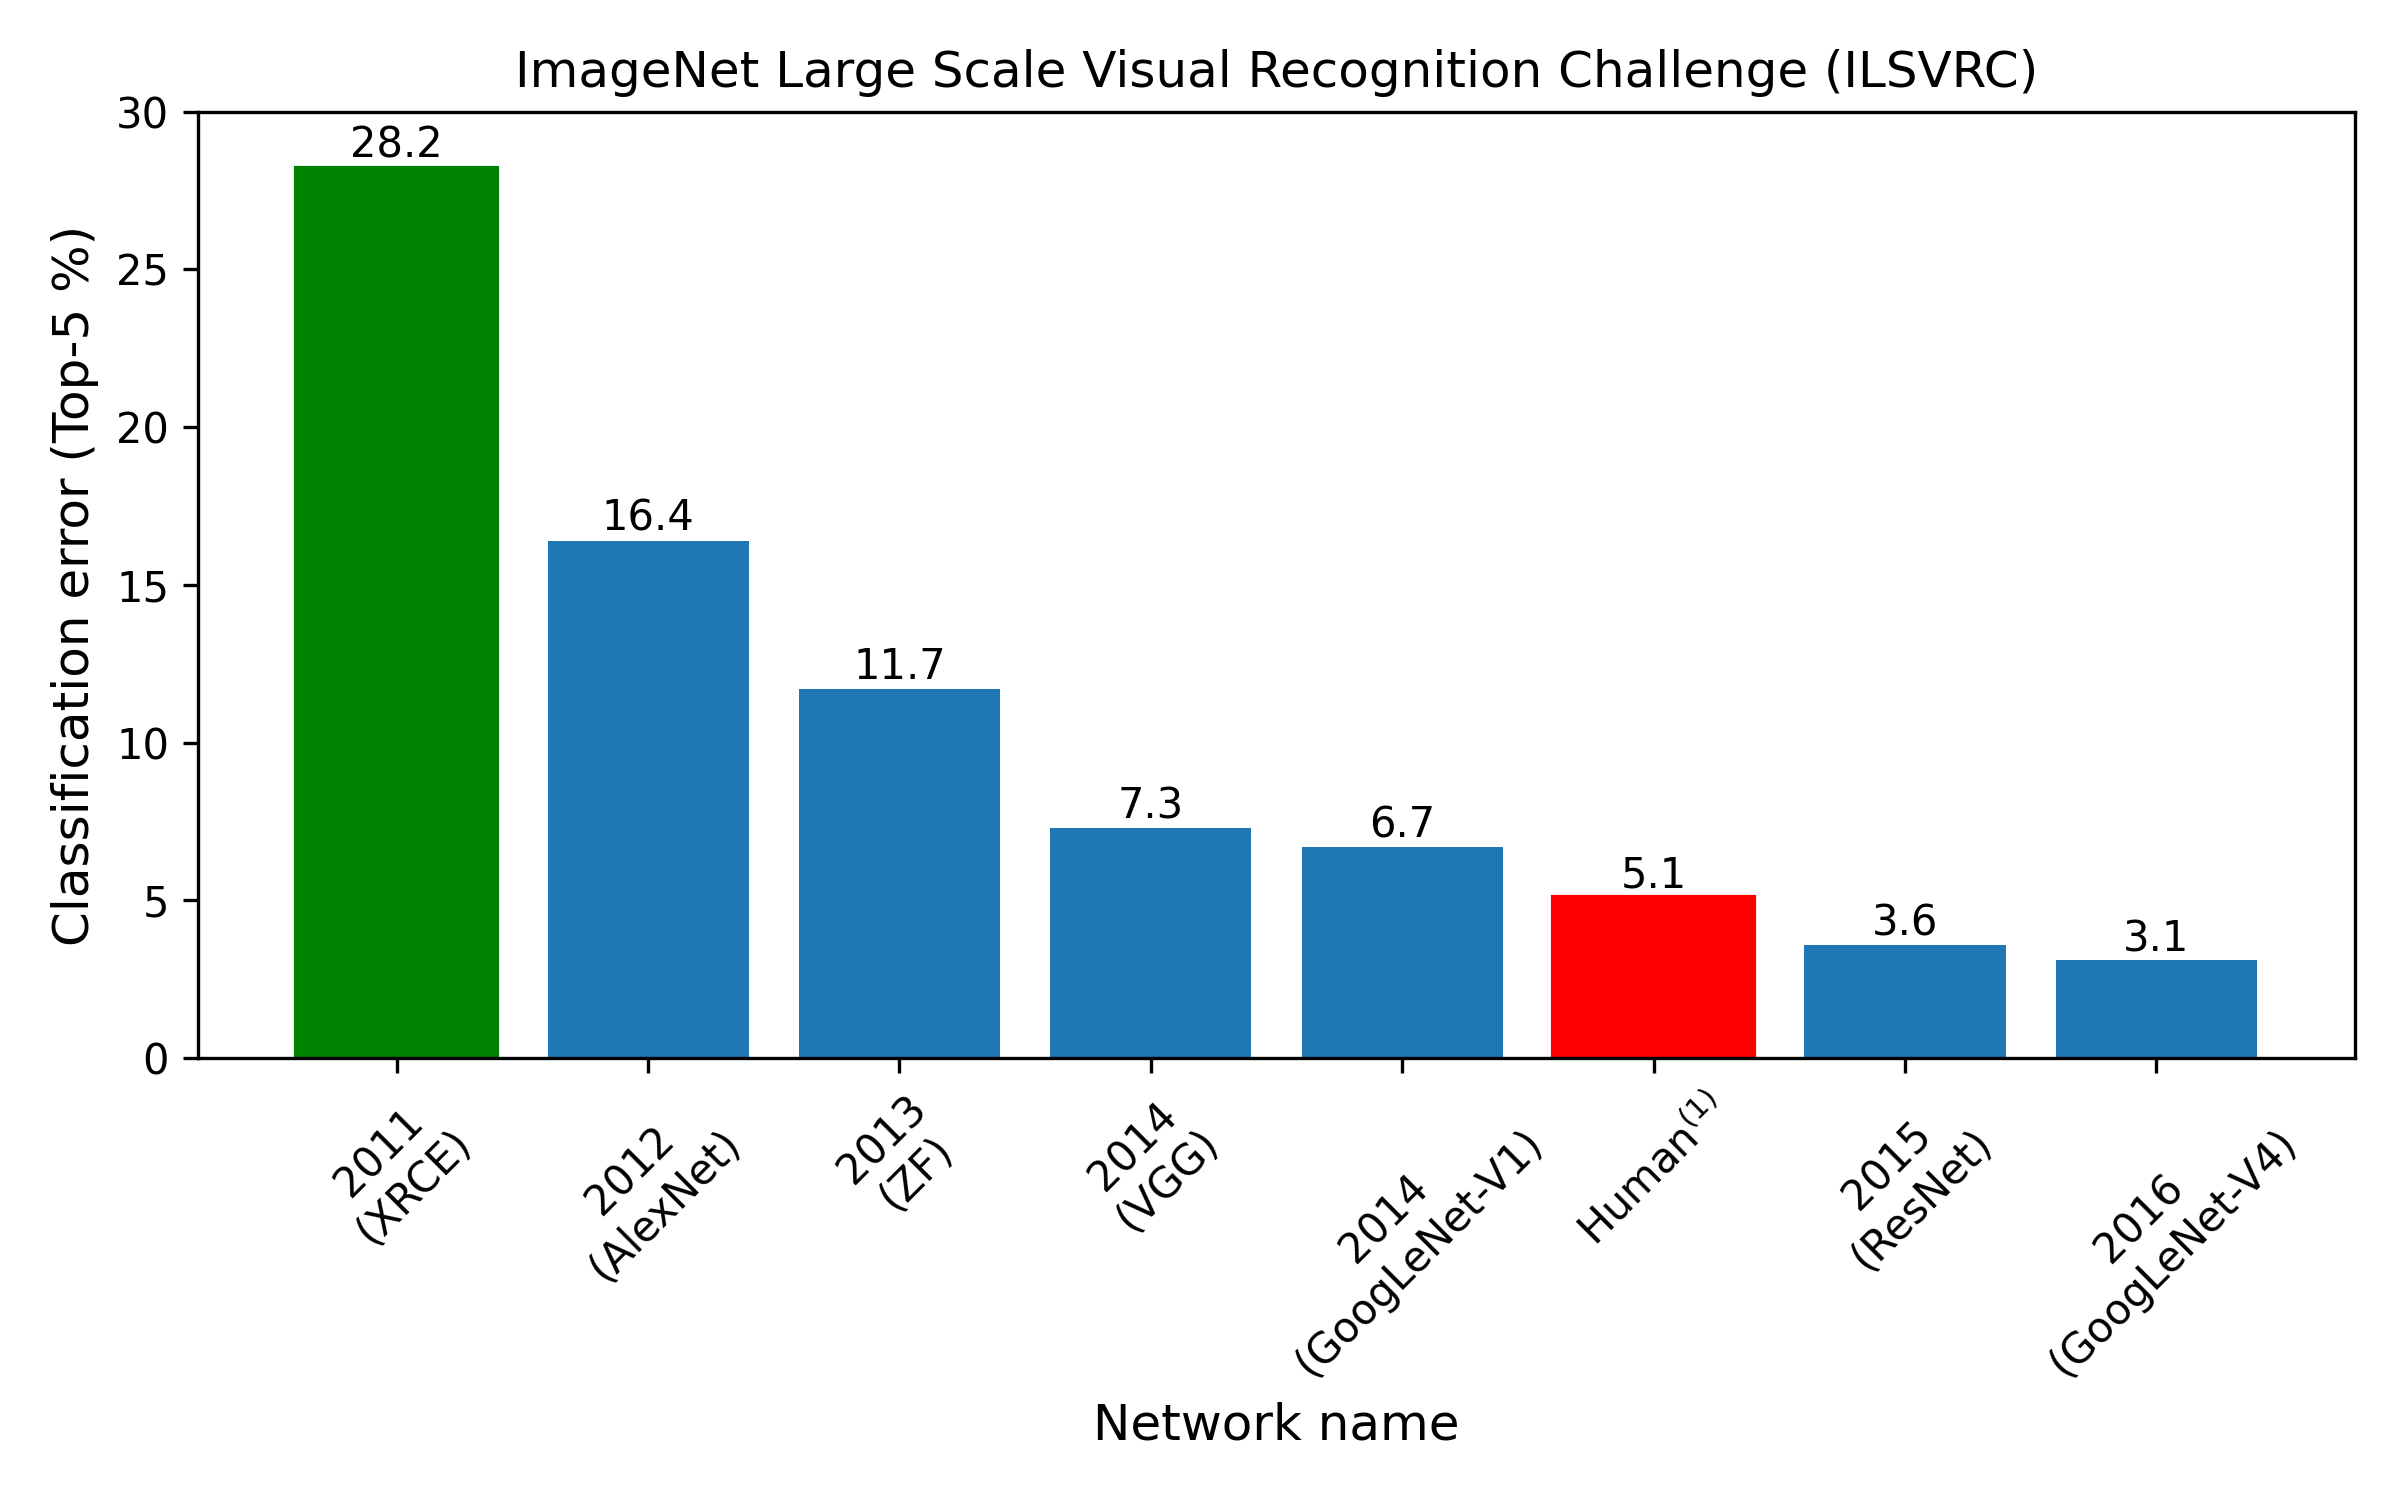 ImageNet Large Scale Visual Recognition Challenge (ILSVRC)
Classification error (Top-5 %)
30
25
20
15
10
5
0
28.2
16.4
11.7
7.3
6.7
5.1
3.6
3.1
2011
(XRCE)
2012
(AlexNet)
2013
(ZF)
2014
(VGG)
2014
(GoogLeNet-V1)
Human⁽¹⁾
2015
(ResNet)
2016
(GoogLeNet-V4)
Network name